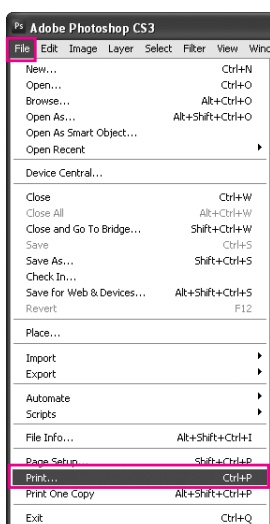 Ps Adobe Photoshop CS3
File Edit Image Layer Select Filter View
New... Ctrl+N
Open... Ctrl+O
Browse... Alt+Ctrl+O
Open As... Alt+Shift+Ctrl+O
Open As Smart Object...
Open Recent
Device Central...
Close Ctrl+W
Close All Alt+Ctrl+W
Close and Go To Bridge... Shift+Ctrl+W
Save Ctrl+S
Save As... Shift+Ctrl+S
Check In...
Save for Web & Devices... Alt+Shift+Ctrl+S
Revert F12
Place...
Import
Export
Automate
Scripts
File Info... Alt+Shift+Ctrl+I
Page Setup... Shift+Ctrl+P
Print... Ctrl+P
Print One Copy Alt+Shift+Ctrl+P
Exit Ctrl+Q